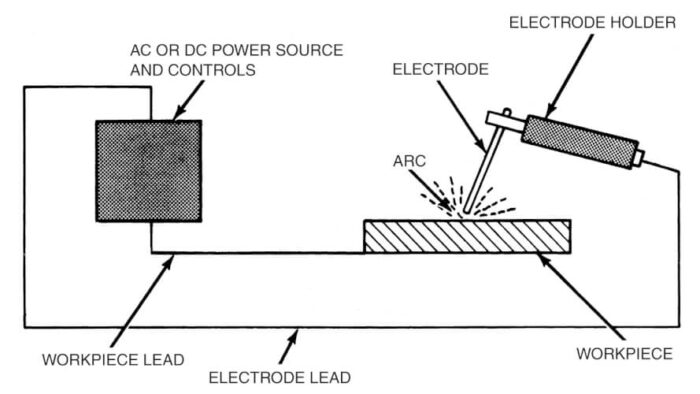 ELECTRODE HOLDER
AC OR DC POWER SOURCE
AND CONTROLS
ELECTRODE
ARC
WORKPIECE LEAD
ELECTRODE LEAD
WORKPIECE